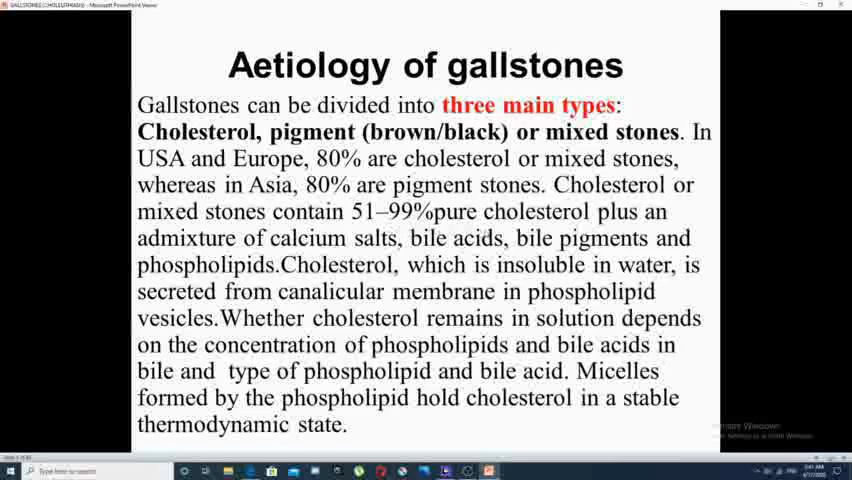 GALLSTONES (CHOLELITHIASIS) - Microsoft PowerPoint Viewer
Aetiology of gallstones
Gallstones can be divided into three main types:
Cholesterol, pigment (brown/black) or mixed stones. In
USA and Europe, 80% are cholesterol or mixed stones,
whereas in Asia, 80% are pigment stones. Cholesterol or
mixed stones contain 51–99%pure cholesterol plus an
admixture of calcium salts, bile acids, bile pigments and
phospholipids.Cholesterol, which is insoluble in water, is
secreted from canalicular membrane in phospholipid
vesicles.Whether cholesterol remains in solution depends
on the concentration of phospholipids and bile acids in
bile and type of phospholipid and bile acid. Micelles
formed by the phospholipid hold cholesterol in a stable
thermodynamic state.
Activate Windows
Type here to search